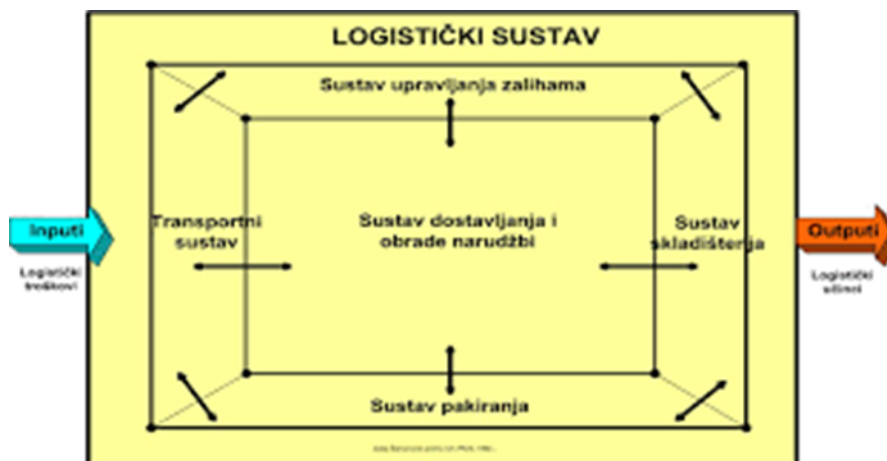 LOGISTIČKI SUSTAV
Sustav upravljanja zalihama
Transportni
sustav
Sustav dostavljanja i
obrade narudžbi
Sustav
skladištenja
Inputi
Logistički
troškovi
Outputi
Logistički
učinci
Sustav pakiranja